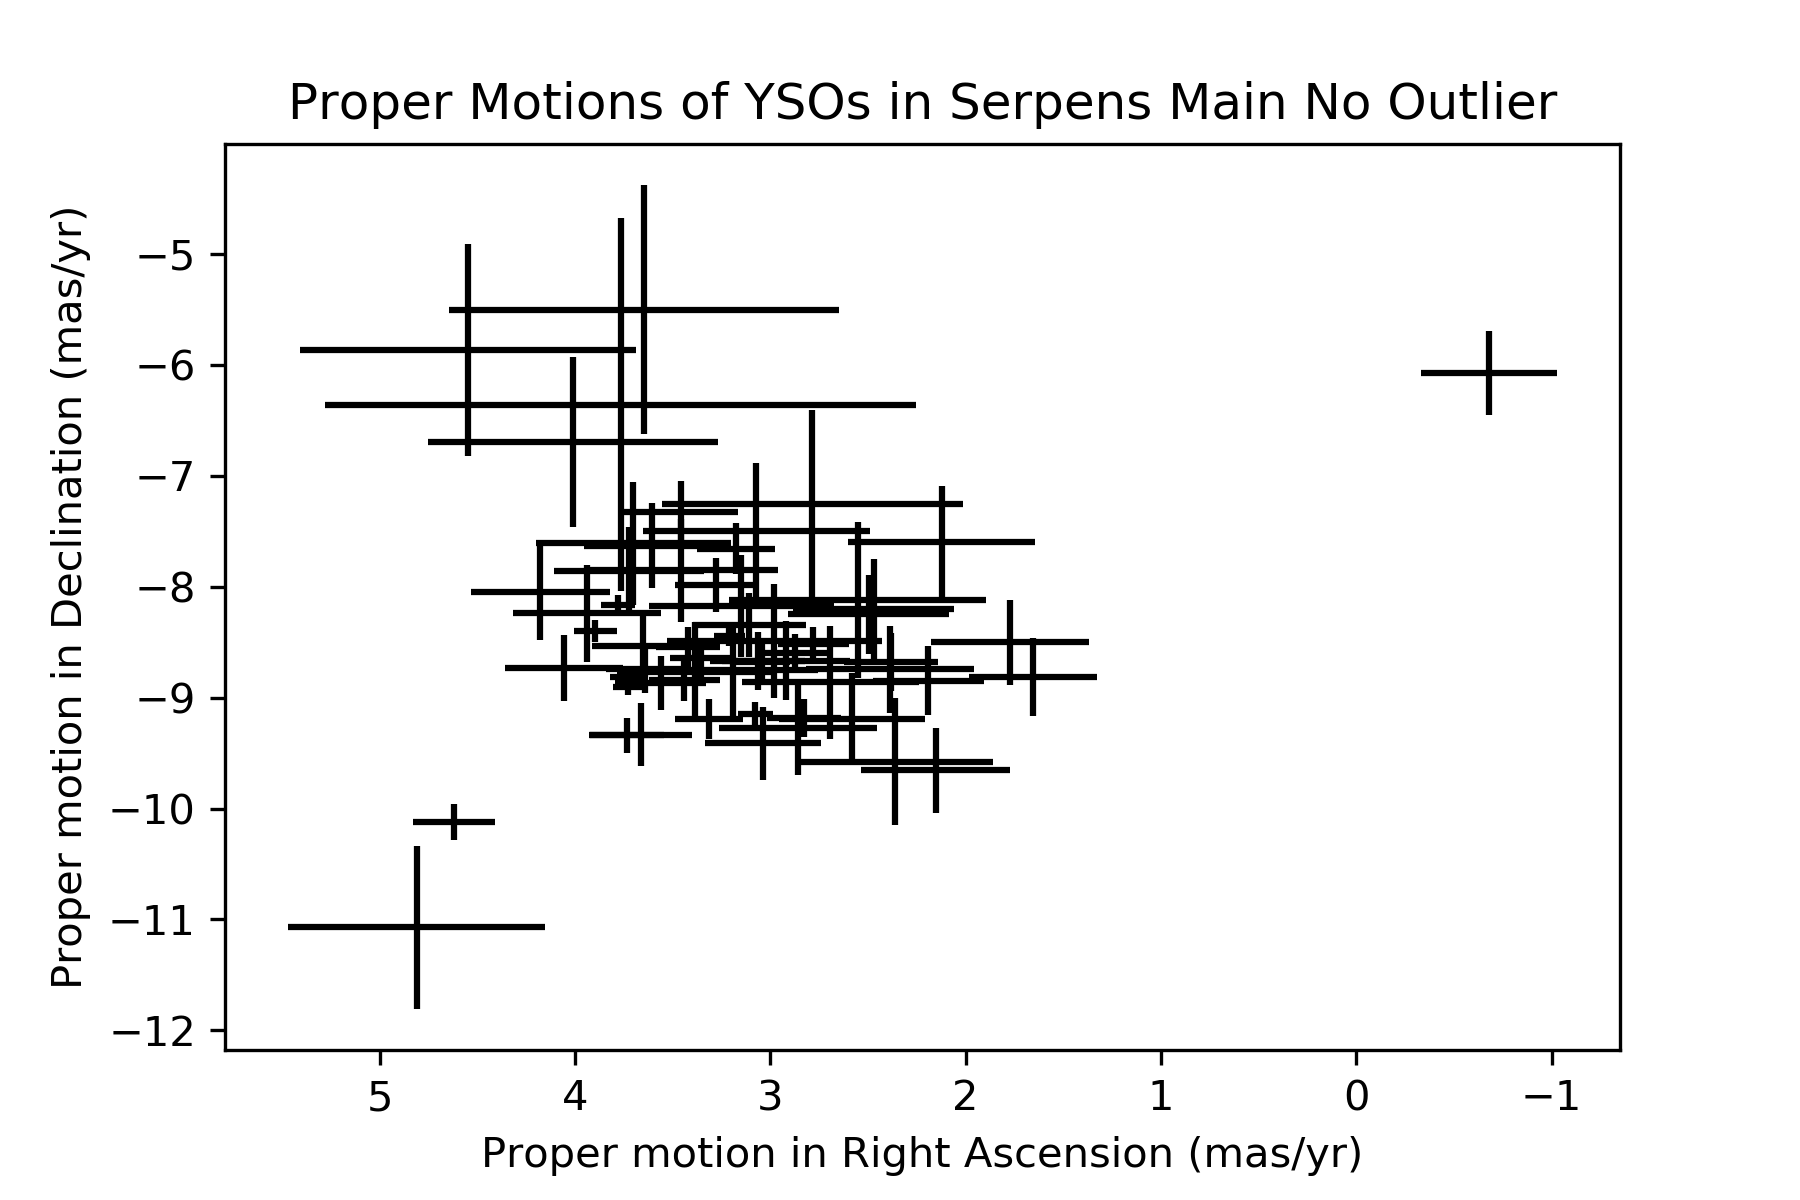 Proper Motions of YSOs in Serpens Main No Outlier
Proper motion in Declination (mas/yr)
−5
−6
−7
−8
−9
−10
−11
−12
5 4 3 2 1 0 −1
Proper motion in Right Ascension (mas/yr)